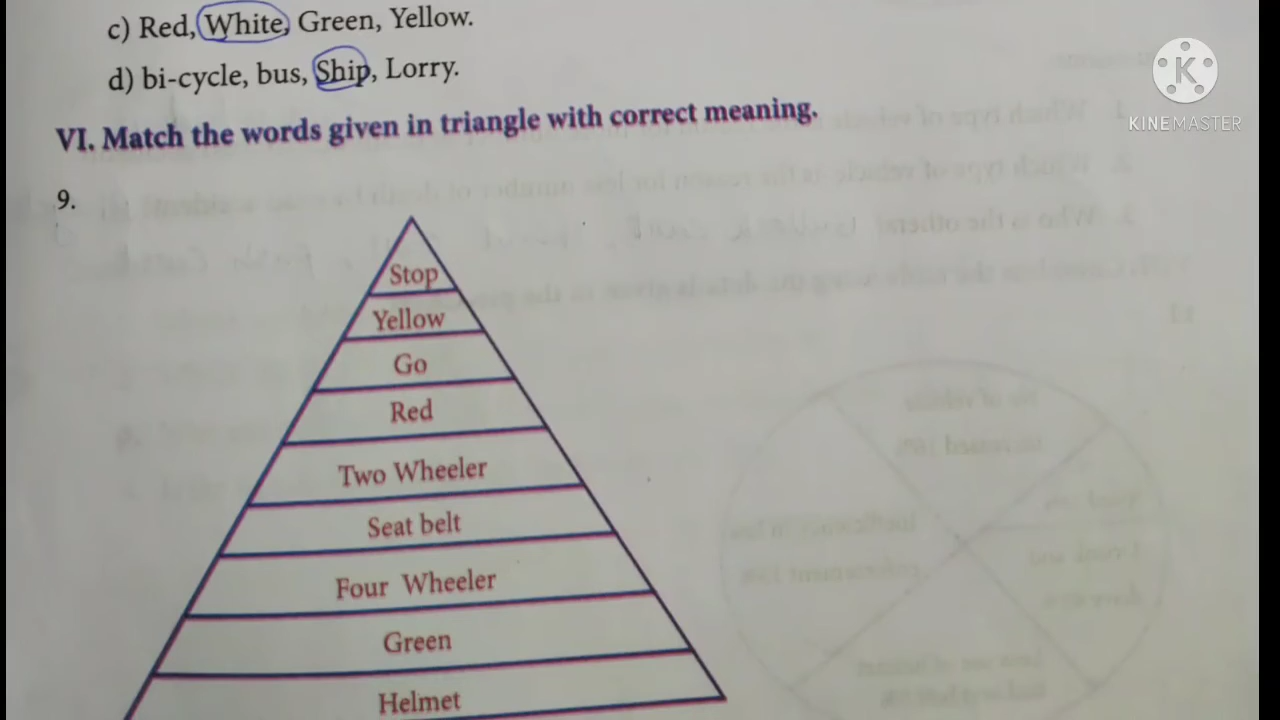 c) Red, White, Green, Yellow.
d) bi-cycle, bus, Ship, Lorry.
VI. Match the words given in triangle with correct meaning.
9.
Stop
Yellow
Go
Red
Two Wheeler
Seat belt
Four Wheeler
Green
Helmet
K
KINEMASTER